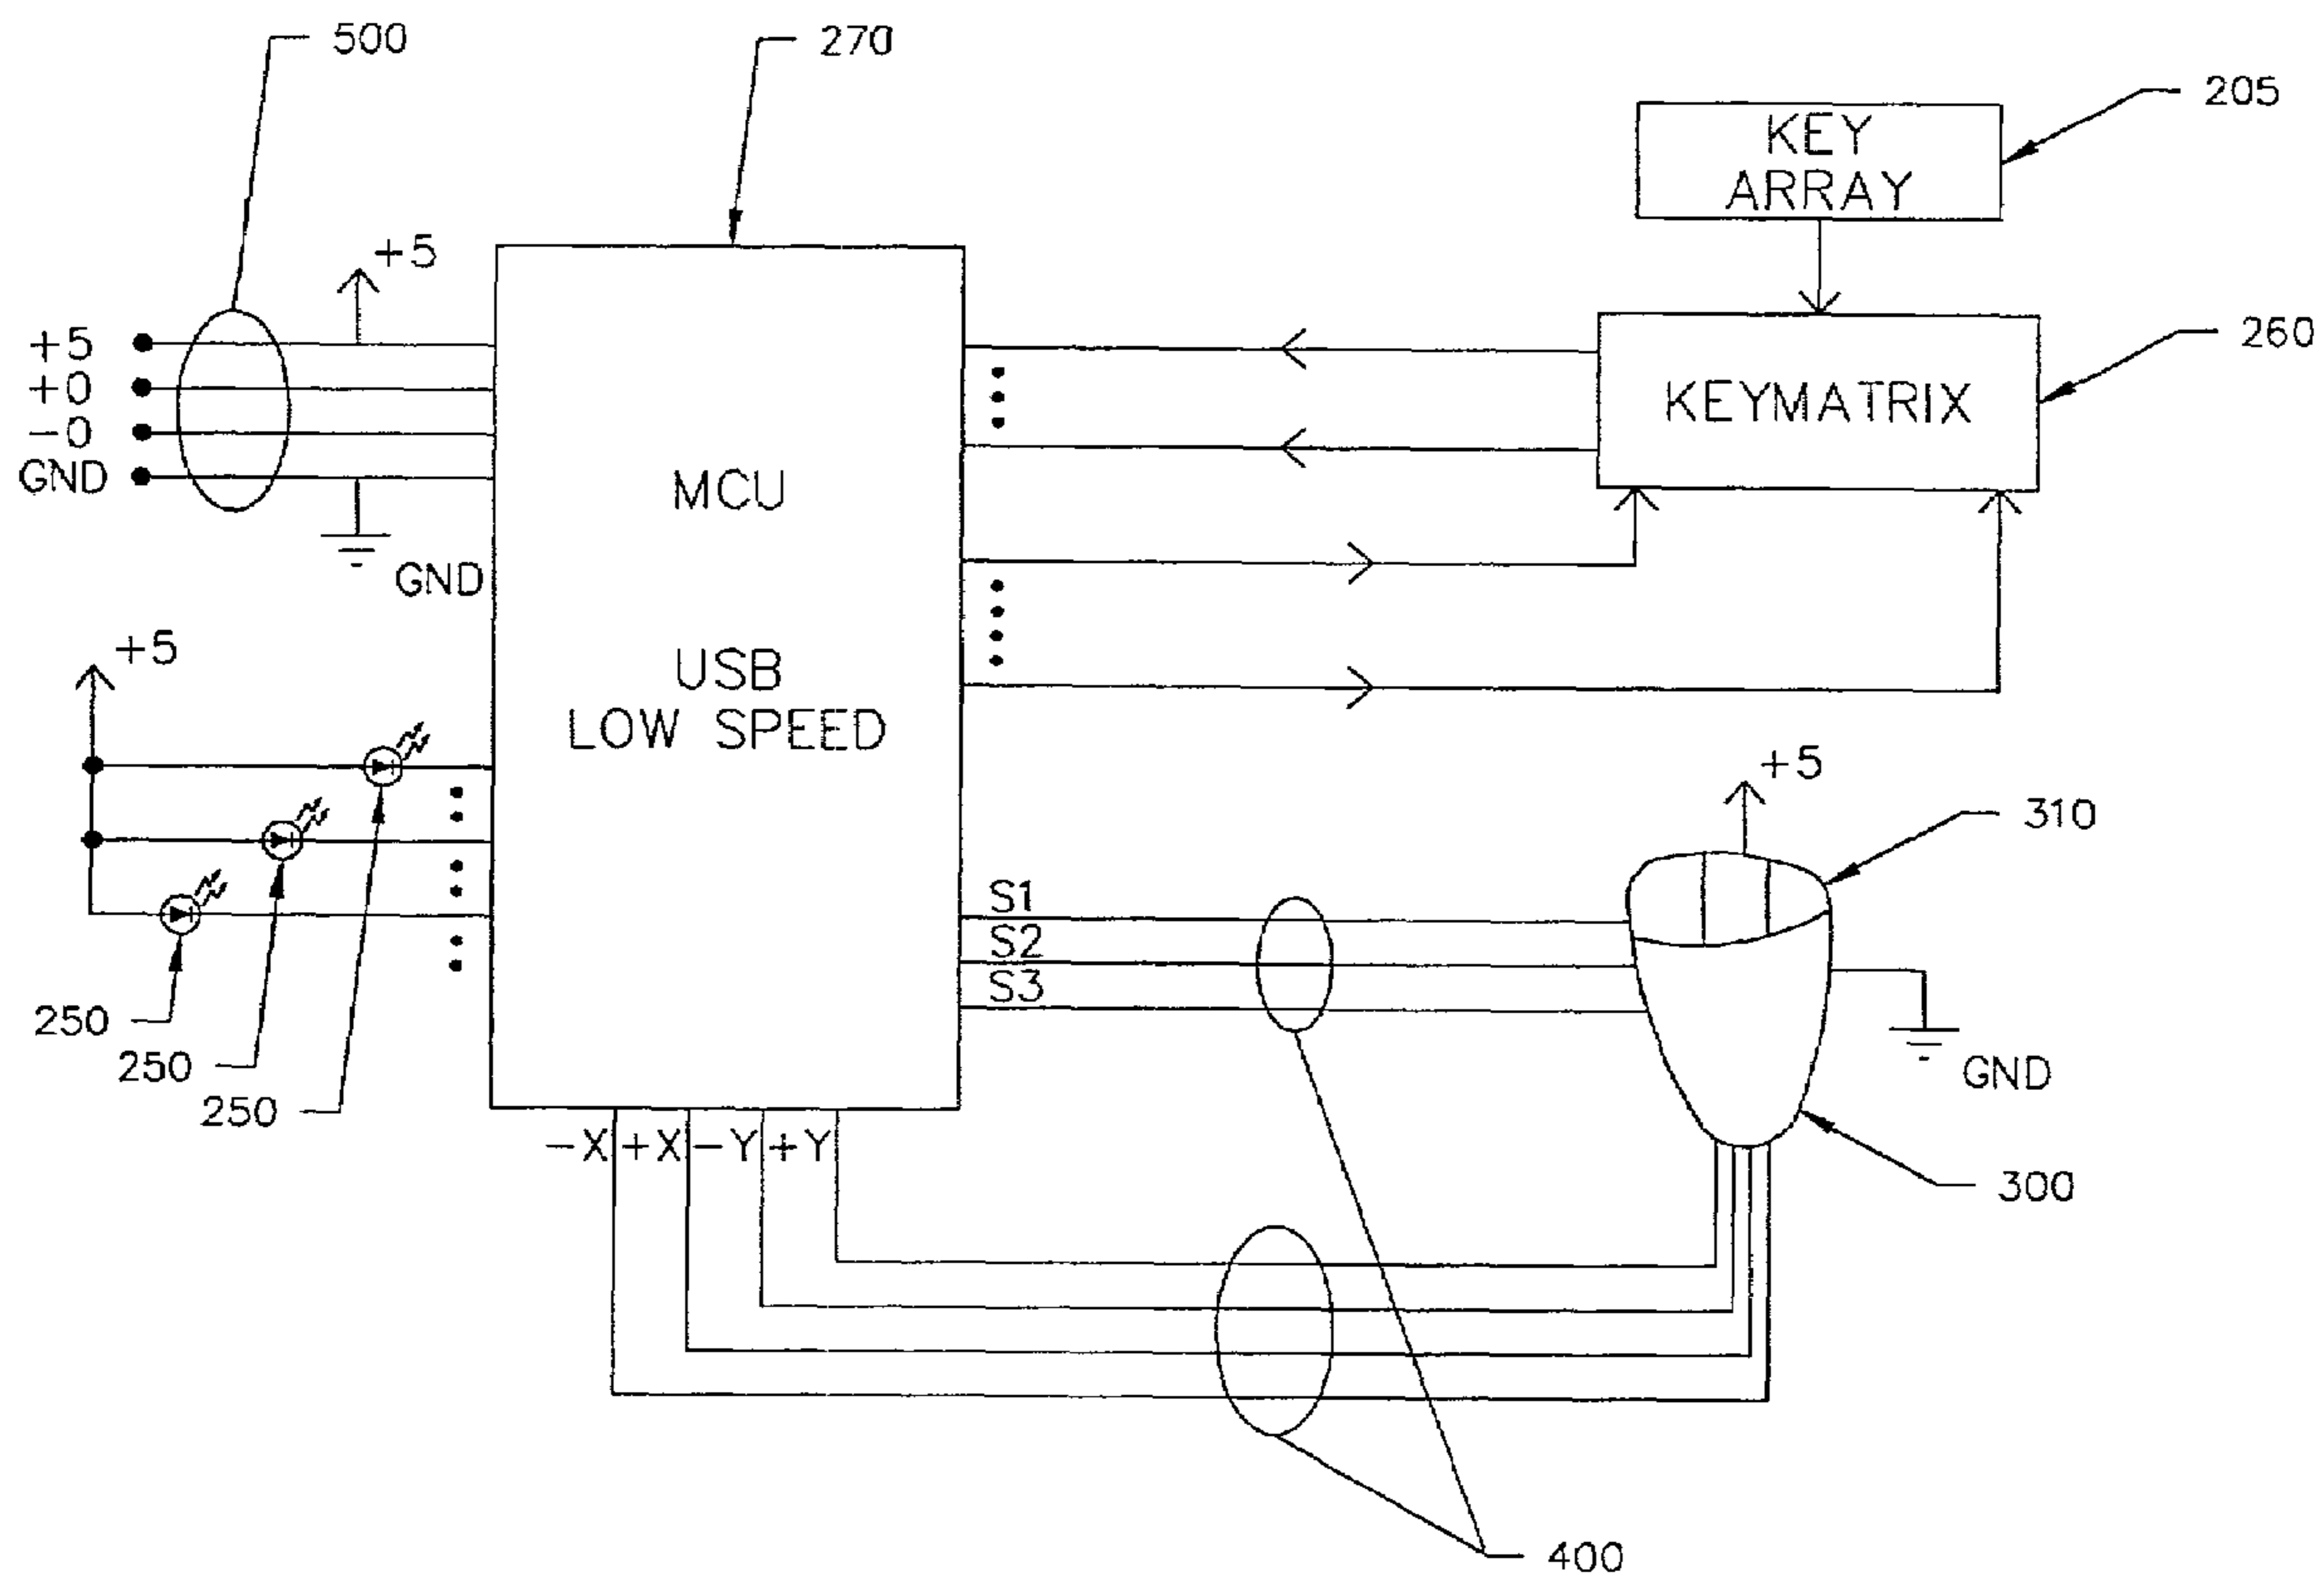 500
270
205
KEY
ARRAY
+5
+5
+0
-0
GND
GND
260
KEYMATRIX
MCU
USB
LOW SPEED
+5
+5
310
S1
S2
S3
GND
250
250
250
-X +X -Y +Y
300
400